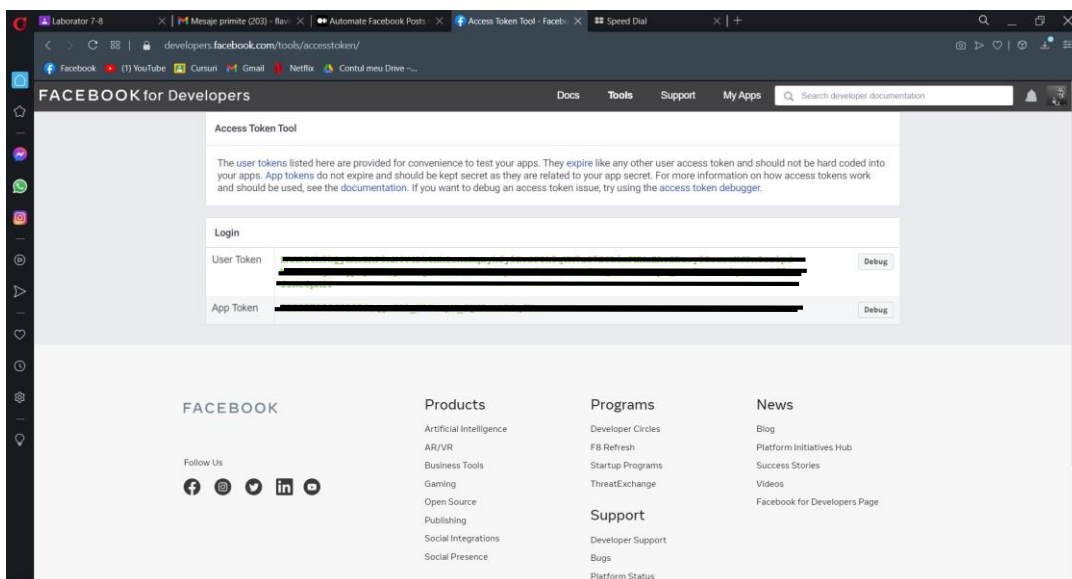 Laborator 7-8
Mesaje primite (203) - flavi
Automate Facebook Posts
Access Token Tool - Facebo
Speed Dial
developers.facebook.com/tools/accesstoken/
Facebook
(1) YouTube
Cursuri
Gmail
Netflix
Contul meu Drive –...
FACEBOOK for Developers
Docs
Tools
Support
My Apps
Search developer documentation
Access Token Tool
The user tokens listed here are provided for convenience to test your apps. They expire like any other user access token and should not be hard coded into
your apps. App tokens do not expire and should be kept secret as they are related to your app secret. For more information on how access tokens work
and should be used, see the documentation. If you want to debug an access token issue, try using the access token debugger.
Login
User Token
Debug
App Token
Debug
FACEBOOK
Follow Us
Products
Artificial Intelligence
AR/VR
Business Tools
Gaming
Open Source
Publishing
Social Integrations
Social Presence
Programs
Developer Circles
F8 Refresh
Startup Programs
ThreatExchange
Support
Developer Support
Bugs
Platform Status
News
Blog
Platform Initiatives Hub
Success Stories
Videos
Facebook for Developers Page